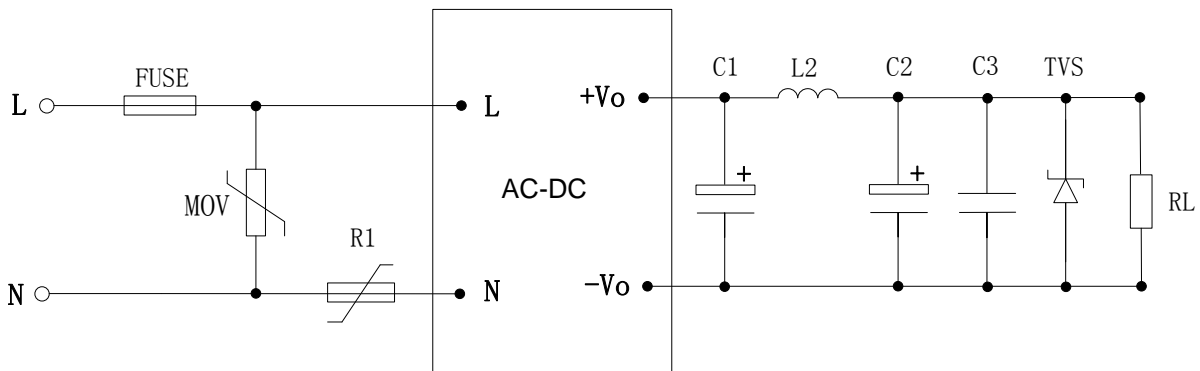 FUSE
L
L
MOV
R1
N
N
AC-DC
+Vo
-Vo
C1
L2
C2
C3
TVS
+
+
RL